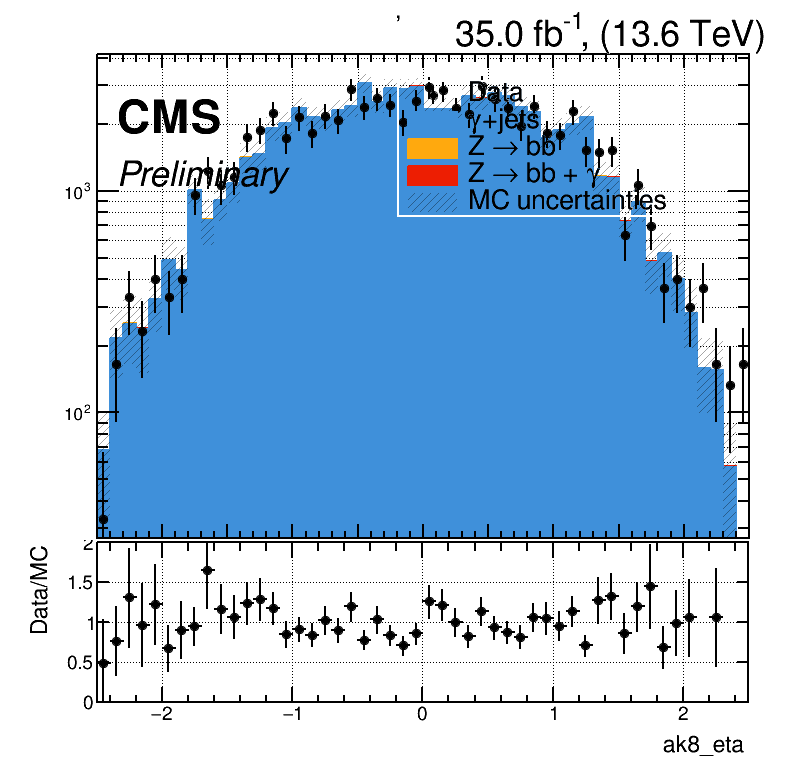 ,
35.0 fb-1, (13.6 TeV)
CMS
Preliminary
Data
γ+jets
Z → bb
Z → bb + γ
MC uncertainties
10³
10²
Data/MC
2
1.5
1
0.5
0
−2 −1 0 1 2
ak8_eta